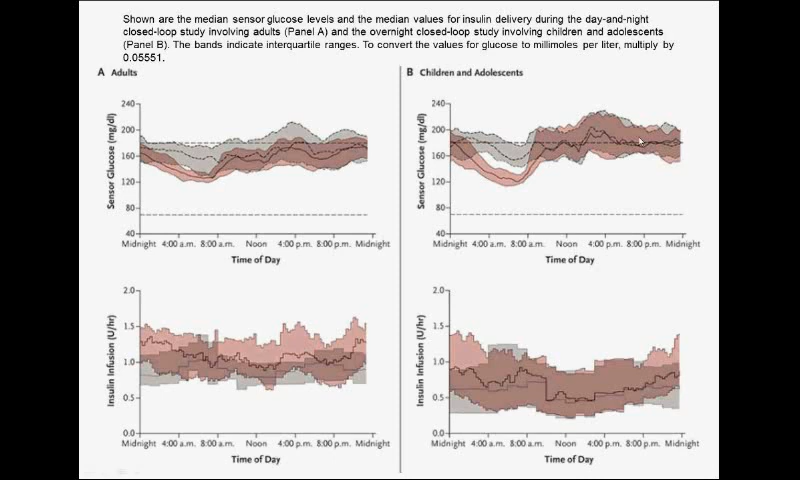 Shown are the median sensor glucose levels and the median values for insulin delivery during the day-and-night
closed-loop study involving adults (Panel A) and the overnight closed-loop study involving children and adolescents
(Panel B). The bands indicate interquartile ranges. To convert the values for glucose to millimoles per liter, multiply by
0.05551.
A Adults
Sensor Glucose (mg/dl)
240
200
160
120
80
40
Midnight 4:00 a.m. 8:00 a.m. Noon 4:00 p.m. 8:00 p.m. Midnight
Time of Day
B Children and Adolescents
Sensor Glucose (mg/dl)
240
200
160
120
80
40
Midnight 4:00 a.m. 8:00 a.m. Noon 4:00 p.m. 8:00 p.m. Midnight
Time of Day
Insulin Infusion (U/hr)
2.0
1.5
1.0
0.5
0.0
Midnight 4:00 a.m. 8:00 a.m. Noon 4:00 p.m. 8:00 p.m. Midnight
Time of Day
Insulin Infusion (U/hr)
2.0
1.5
1.0
0.5
0.0
Midnight 4:00 a.m. 8:00 a.m. Noon 4:00 p.m. 8:00 p.m. Midnight
Time of Day